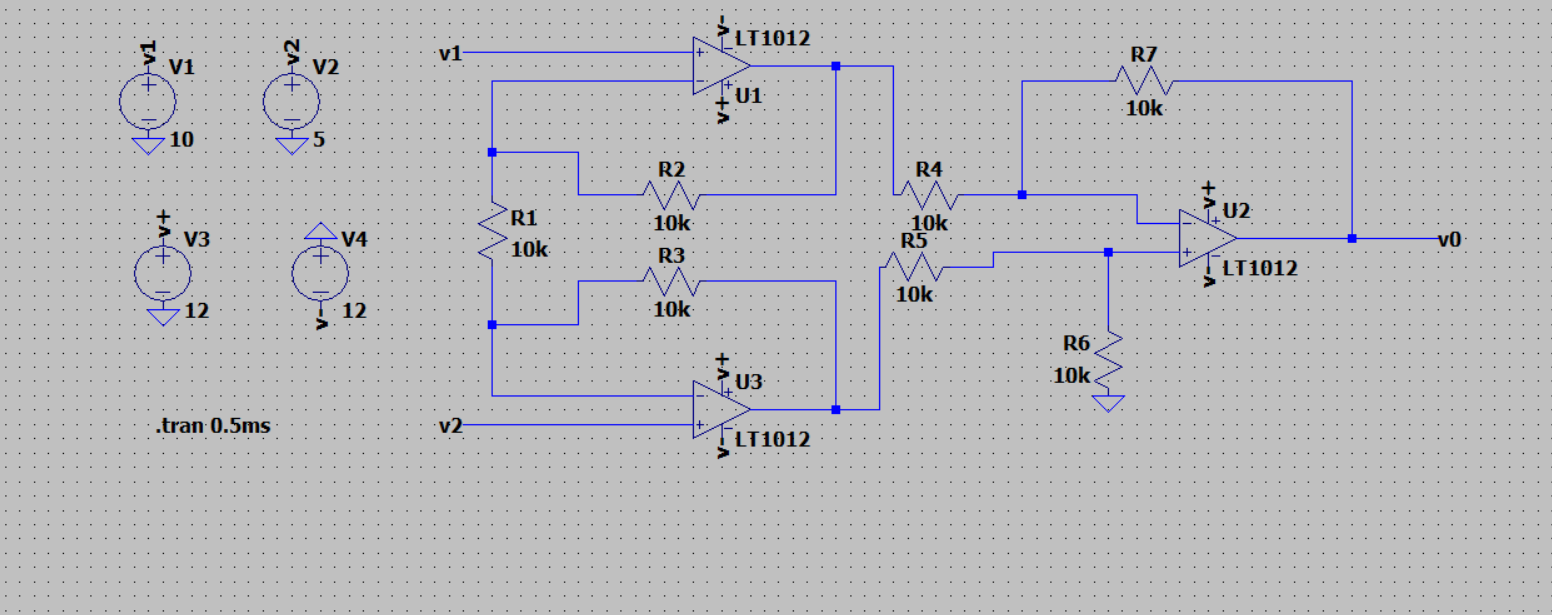 v1
V1
10
v2
V2
5
v+
V3
12
V4
12
v-
.tran 0.5ms
v1
v-
LT1012
U1
v+
R2
10k
R1
10k
R3
10k
v+
U3
LT1012
v-
v2
R4
10k
R5
10k
R7
10k
v+
U2
LT1012
v-
v0
R6
10k